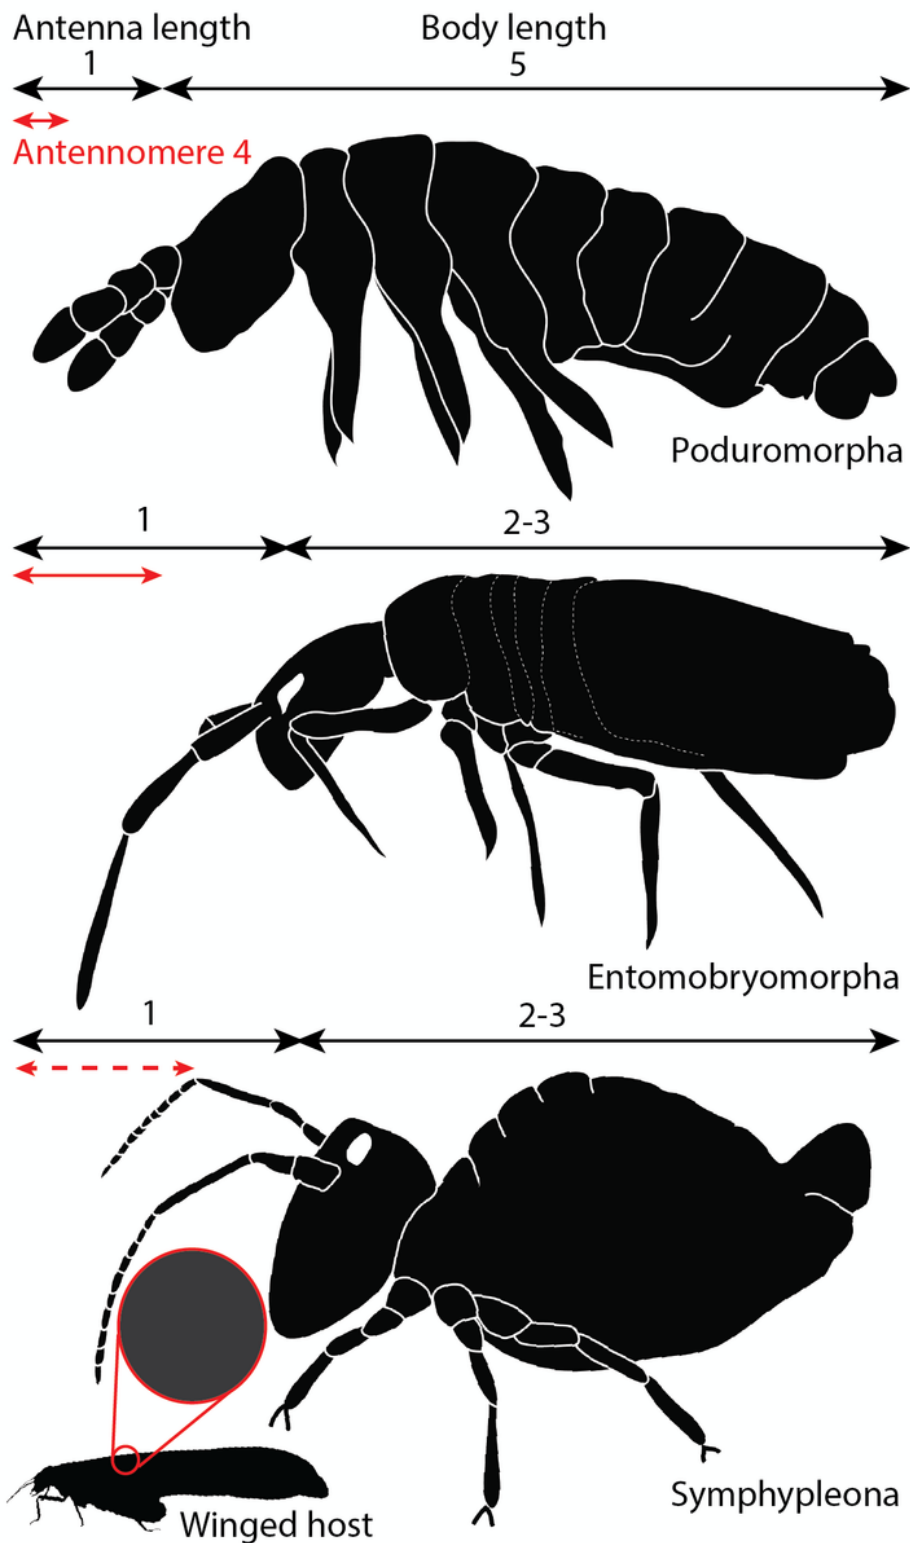 Antenna length Body length
1 5
Antennomere 4
Poduromorpha
1 2-3
Entomobryomorpha
1 2-3
Symphypleona
Winged host